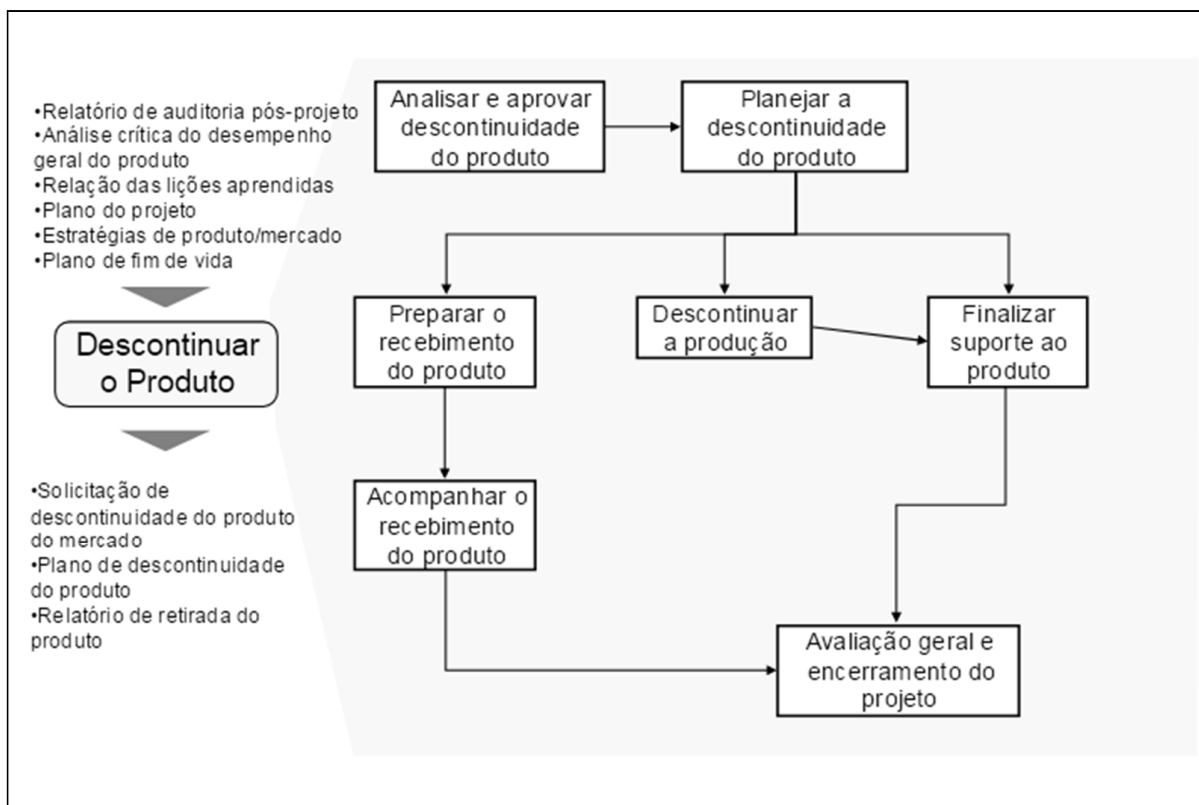 •Relatório de auditoria pós-projeto
•Análise crítica do desempenho
geral do produto
•Relação das lições aprendidas
•Plano do projeto
•Estratégias de produto/mercado
•Plano de fim de vida
Descontinuar
o Produto
•Solicitação de
descontinuidade do produto
do mercado
•Plano de descontinuidade
do produto
•Relatório de retirada do
produto
Analisar e aprovar
descontinuidade
do produto
Planejar a
descontinuidade
do produto
Preparar o
recebimento
do produto
Descontinuar
a produção
Finalizar
suporte ao
produto
Acompanhar o
recebimento
do produto
Avaliação geral e
encerramento do
projeto